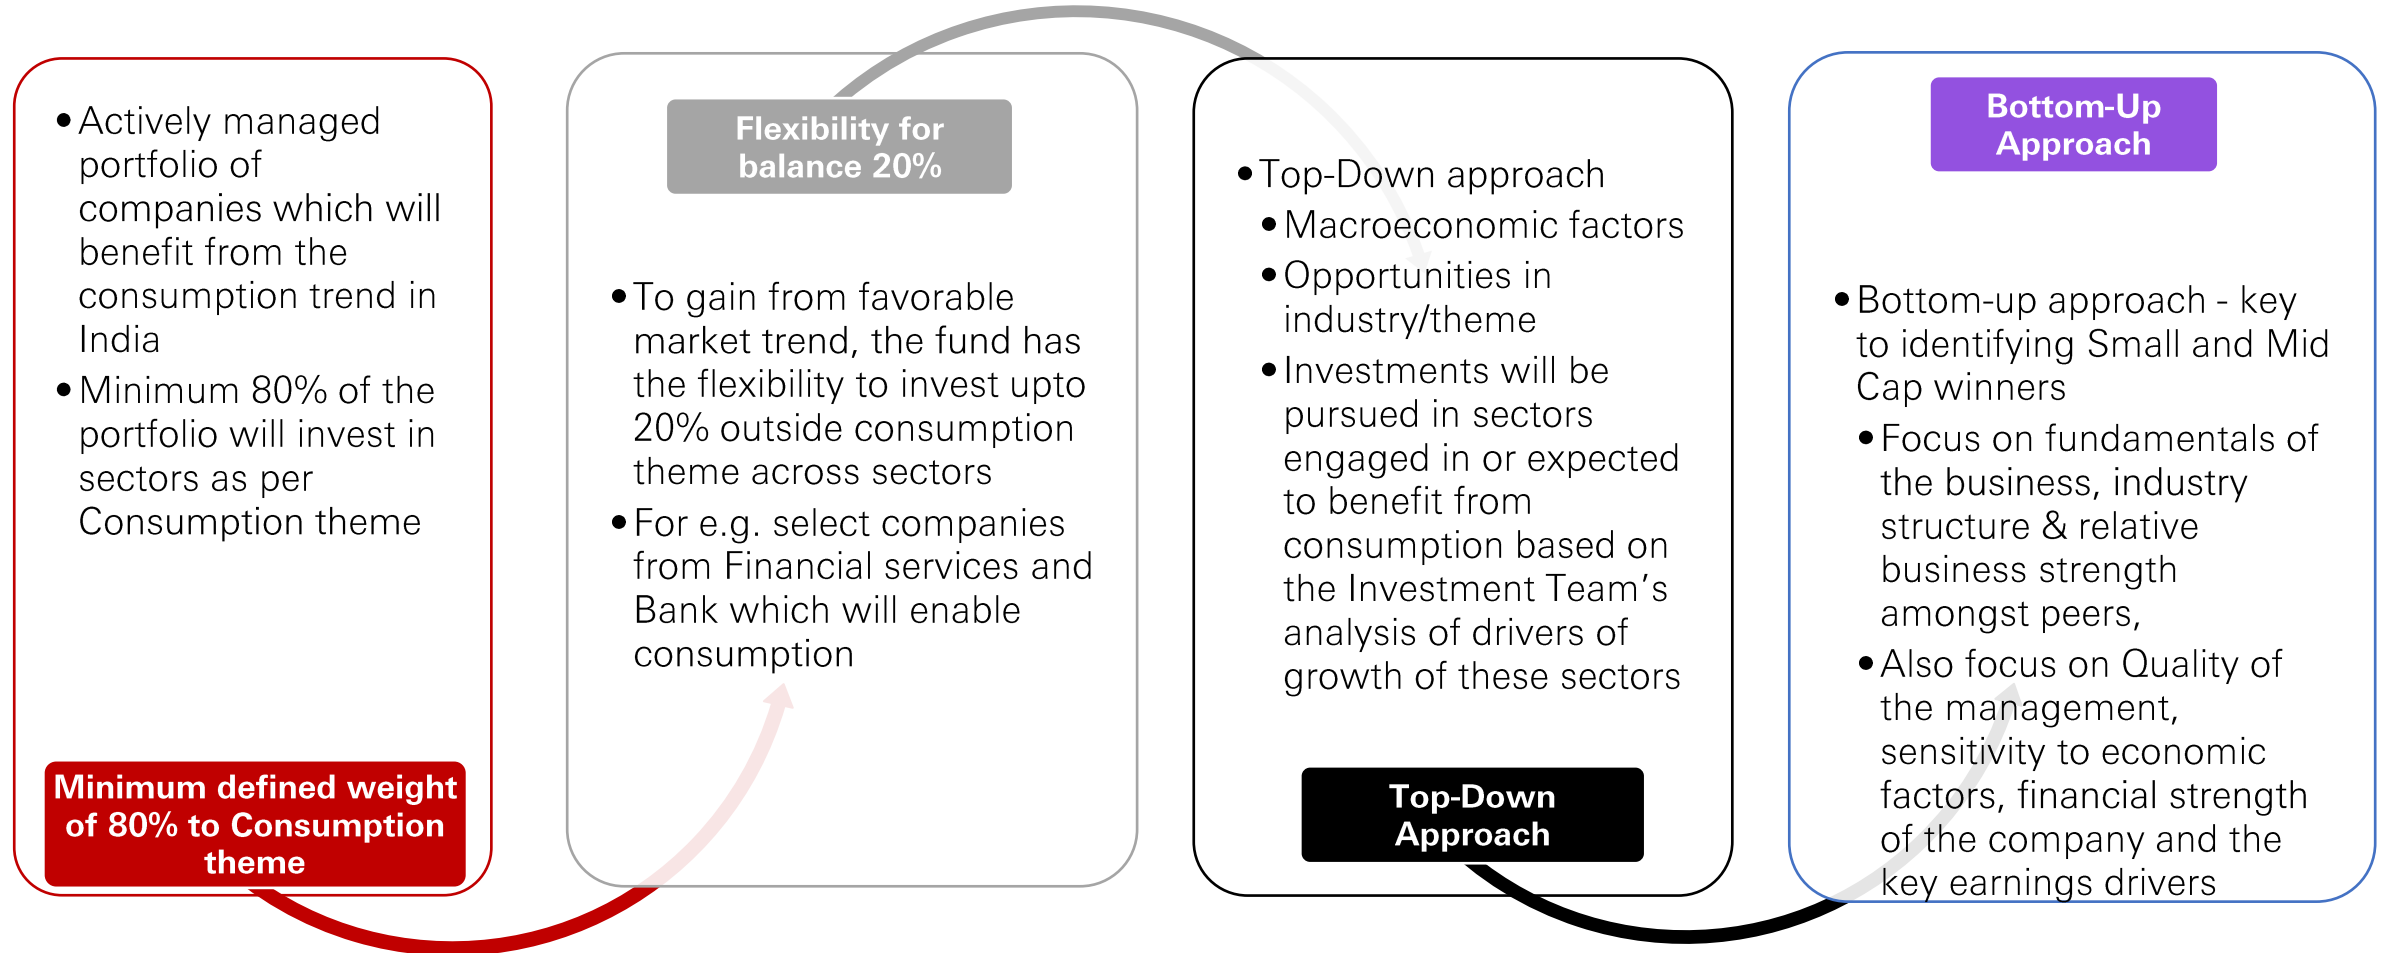 • Actively managed
portfolio of
companies which will
benefit from the
consumption trend in
India
• Minimum 80% of the
portfolio will invest in
sectors as per
Consumption theme
Minimum defined weight
of 80% to Consumption
theme
Flexibility for
balance 20%
• To gain from favorable
market trend, the fund has
the flexibility to invest upto
20% outside consumption
theme across sectors
• For e.g. select companies
from Financial services and
Bank which will enable
consumption
• Top-Down approach
• Macroeconomic factors
• Opportunities in
industry/theme
• Investments will be
pursued in sectors
engaged in or expected
to benefit from
consumption based on
the Investment Team’s
analysis of drivers of
growth of these sectors
Top-Down
Approach
Bottom-Up
Approach
• Bottom-up approach - key
to identifying Small and Mid
Cap winners
• Focus on fundamentals of
the business, industry
structure & relative
business strength
amongst peers,
• Also focus on Quality of
the management,
sensitivity to economic
factors, financial strength
of the company and the
key earnings drivers